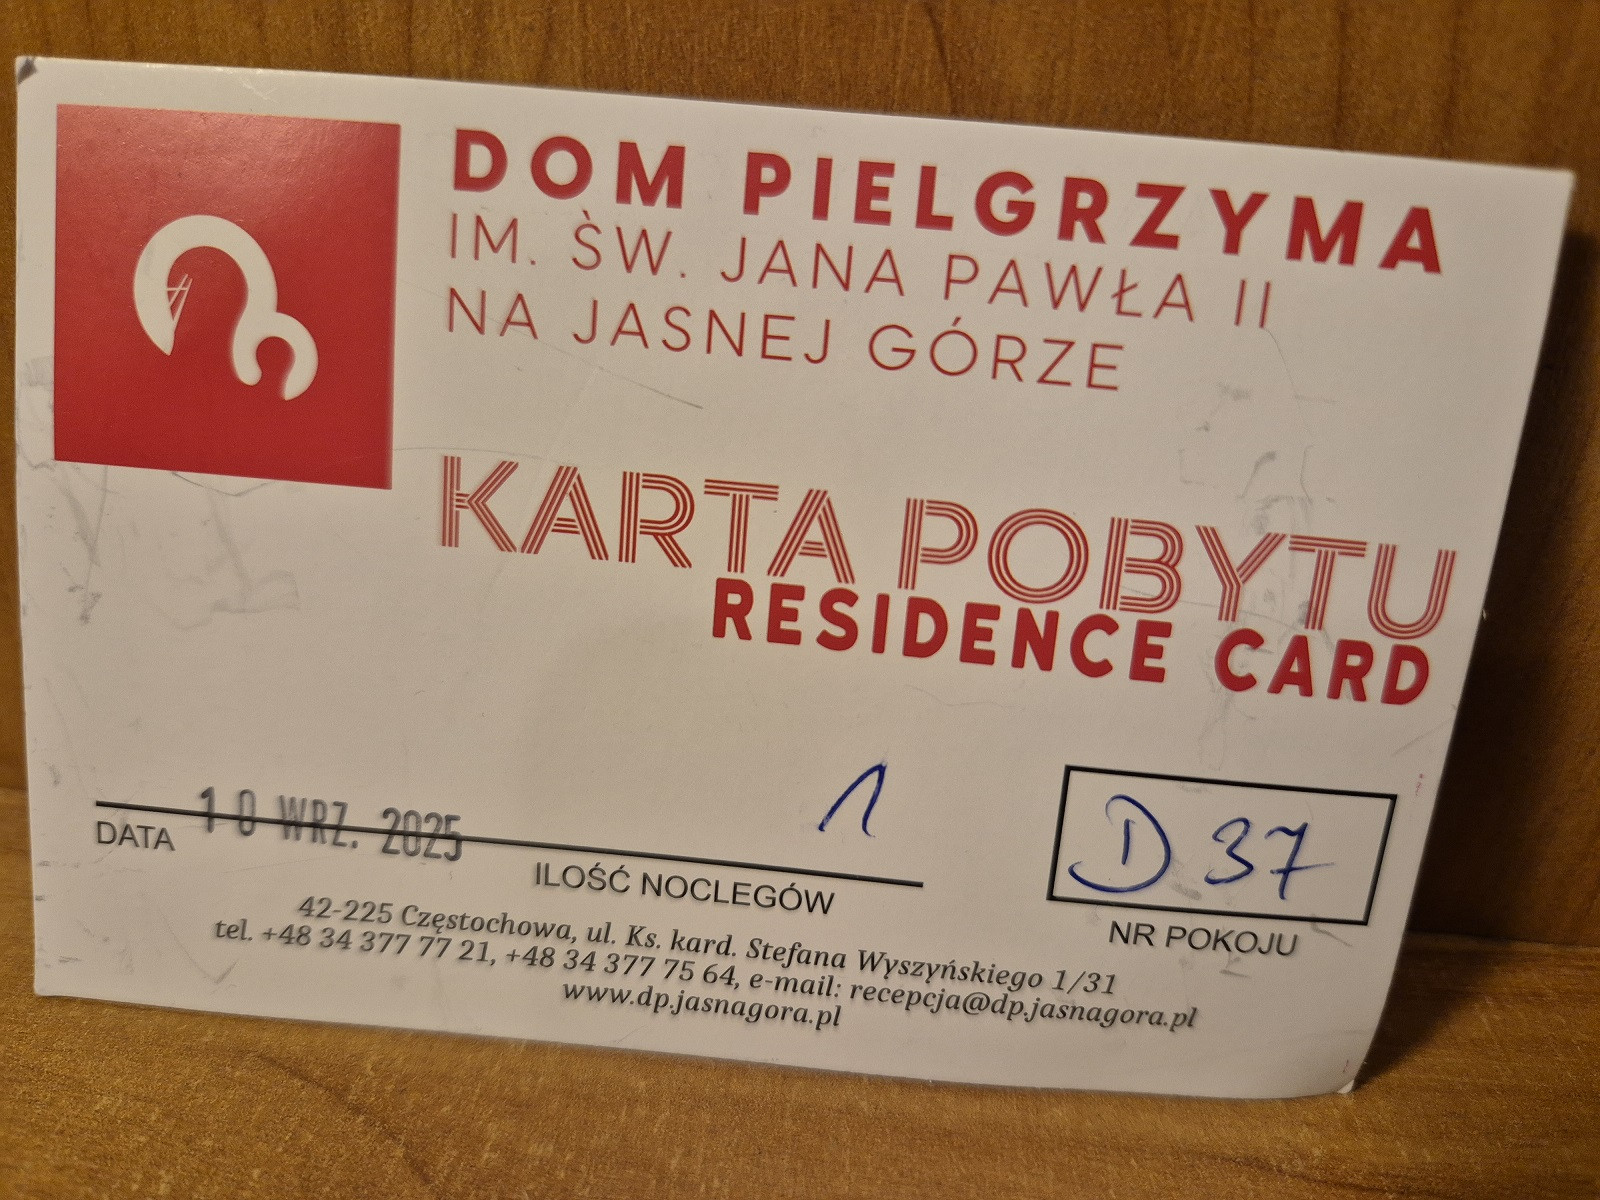 DOM PIELGRZYMA
IM. ŚW. JANA PAWŁA II
NA JASNEJ GÓRZE
KARTA POBYTU
RESIDENCE CARD
10 WRZ. 2025
1
D 37
DATA
ILOŚĆ NOCLEGÓW
NR POKOJU
42-225 Częstochowa, ul. Ks. kard. Stefana Wyszyńskiego 1/31
tel. +48 34 377 77 21, +48 34 377 75 64, e-mail: recepcja@dp.jasnagora.pl
www.dp.jasnagora.pl